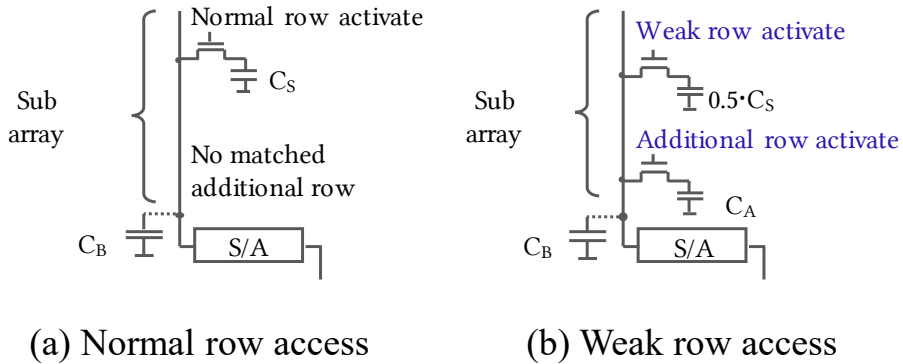 Normal row activate
C_S
Sub
array
No matched
additional row
C_B
S/A
(a) Normal row access
Weak row activate
0.5·C_S
Sub
array
Additional row activate
C_A
C_B
S/A
(b) Weak row access